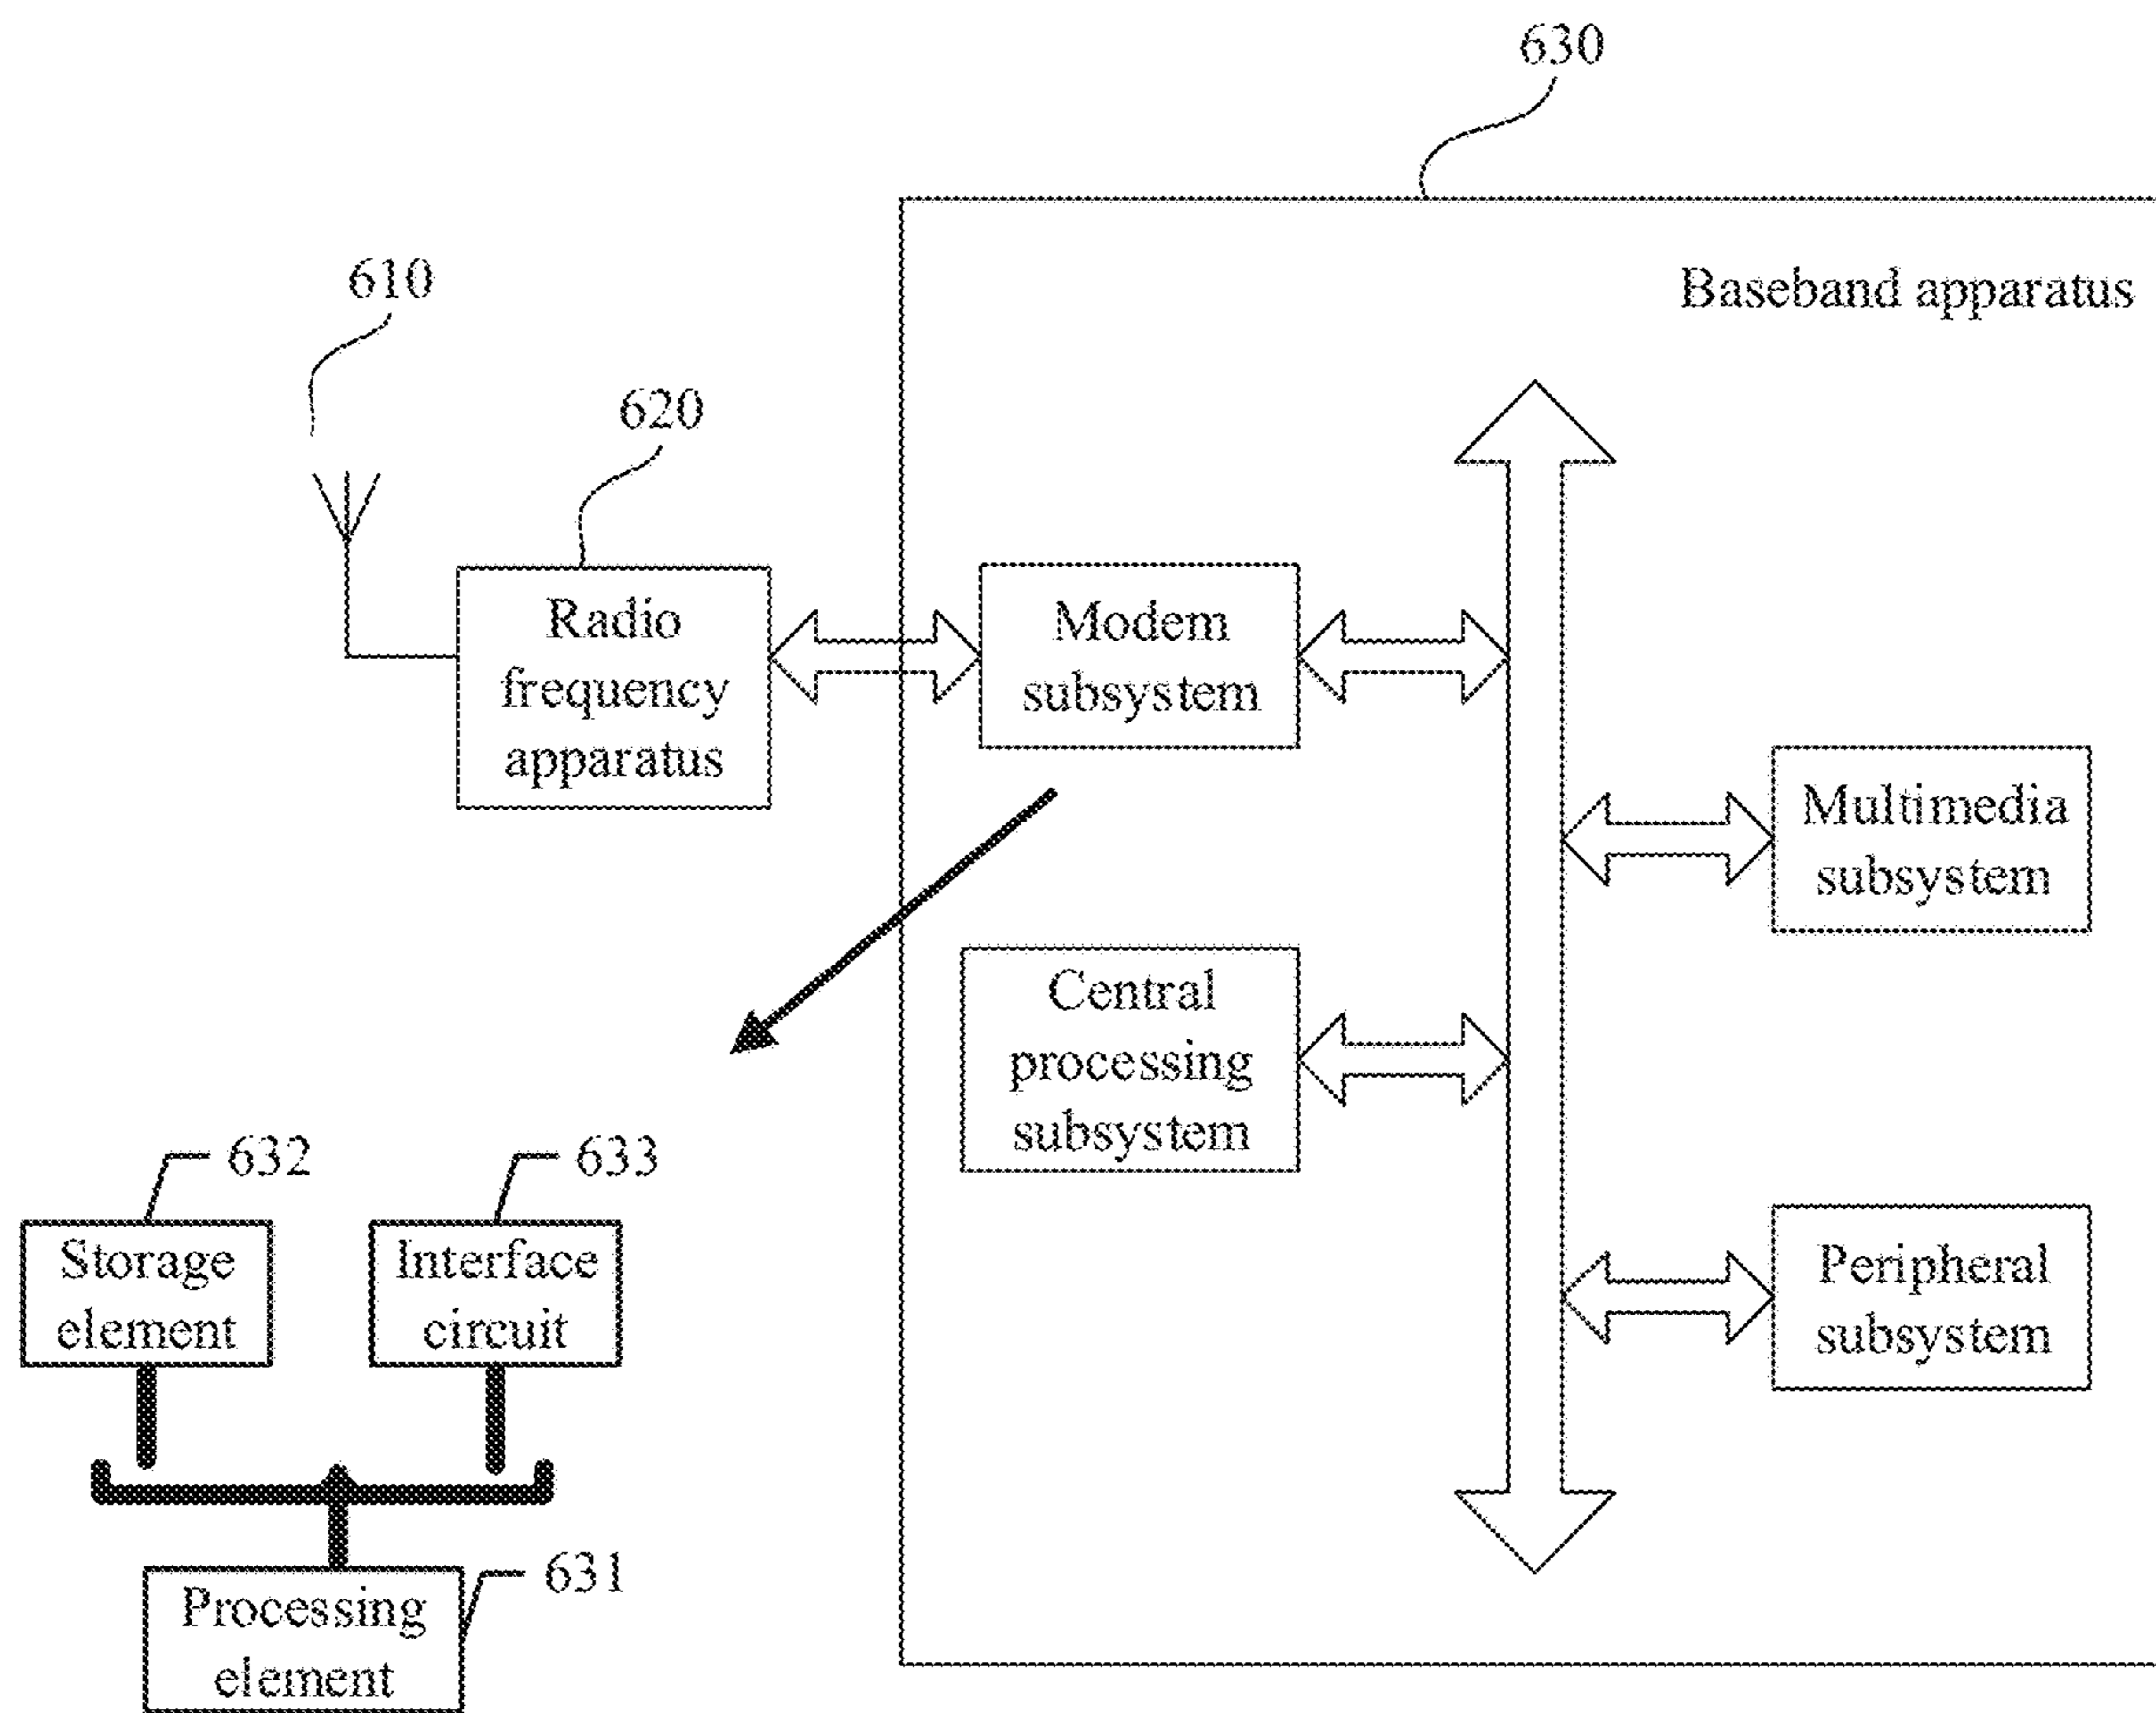 630
Baseband apparatus
610
620
Radio
frequency
apparatus
Modem
subsystem
Multimedia
subsystem
Central
processing
subsystem
Peripheral
subsystem
632
633
Storage
element
Interface
circuit
631
Processing
element